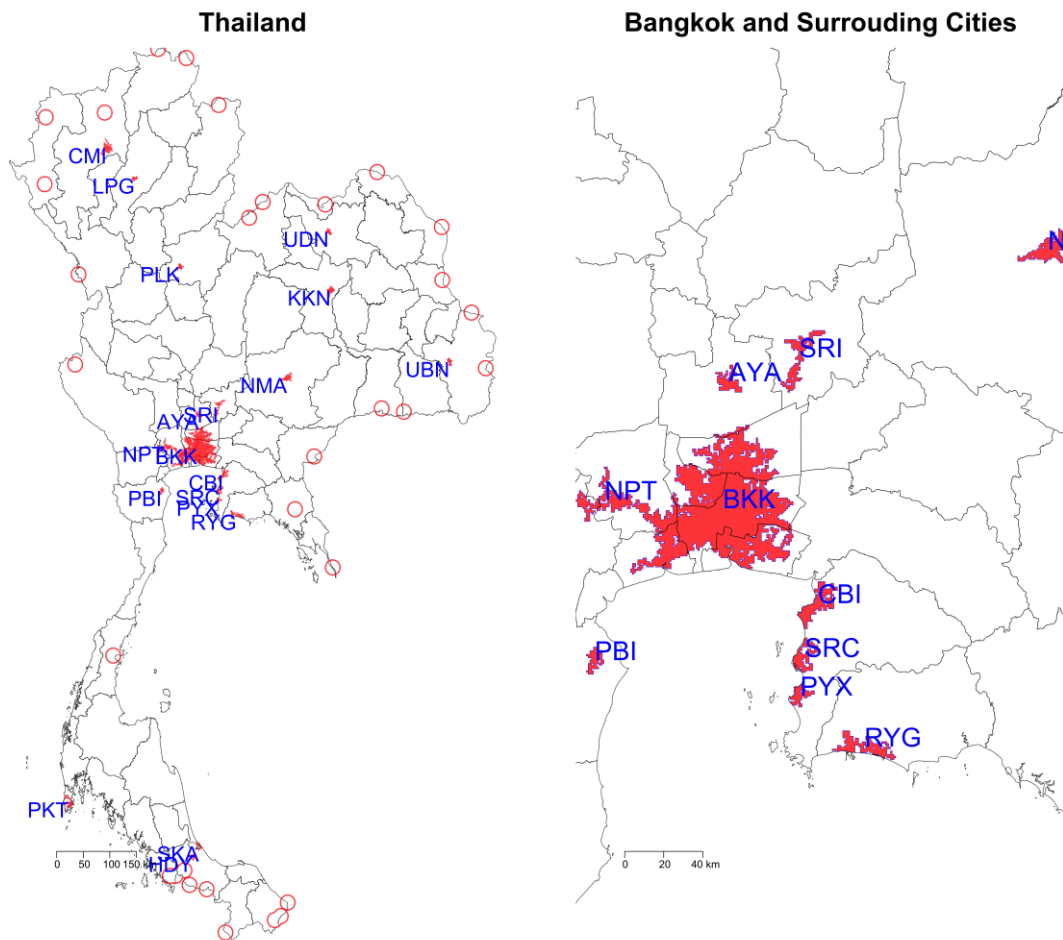 Thailand
Bangkok and Surrouding Cities
CMI
LPG
UDN
PLK
KKN
UBN
NMA
SRI
AYA
NPT
BKK
CBI
PBI
SRC
PYX
RYG
PKT
SKA
HDY
0 50 100 150 km
N
SRI
AYA
NPT
BKK
CBI
PBI
SRC
PYX
RYG
0 20 40 km